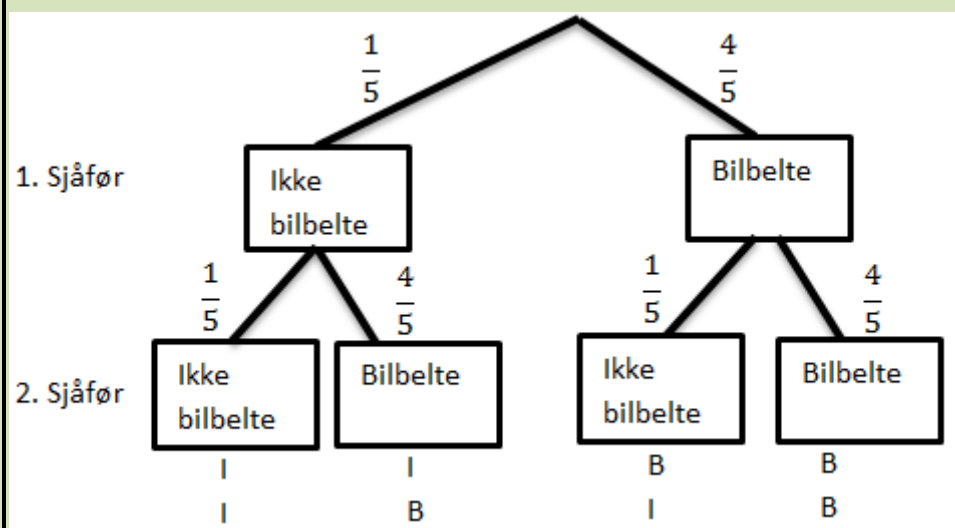 1/5 4/5
1. Sjåfør
Ikke
bilbelte
Bilbelte
1/5 4/5 1/5 4/5
2. Sjåfør
Ikke
bilbelte
Bilbelte
Ikke
bilbelte
Bilbelte
I I B B
I B I B